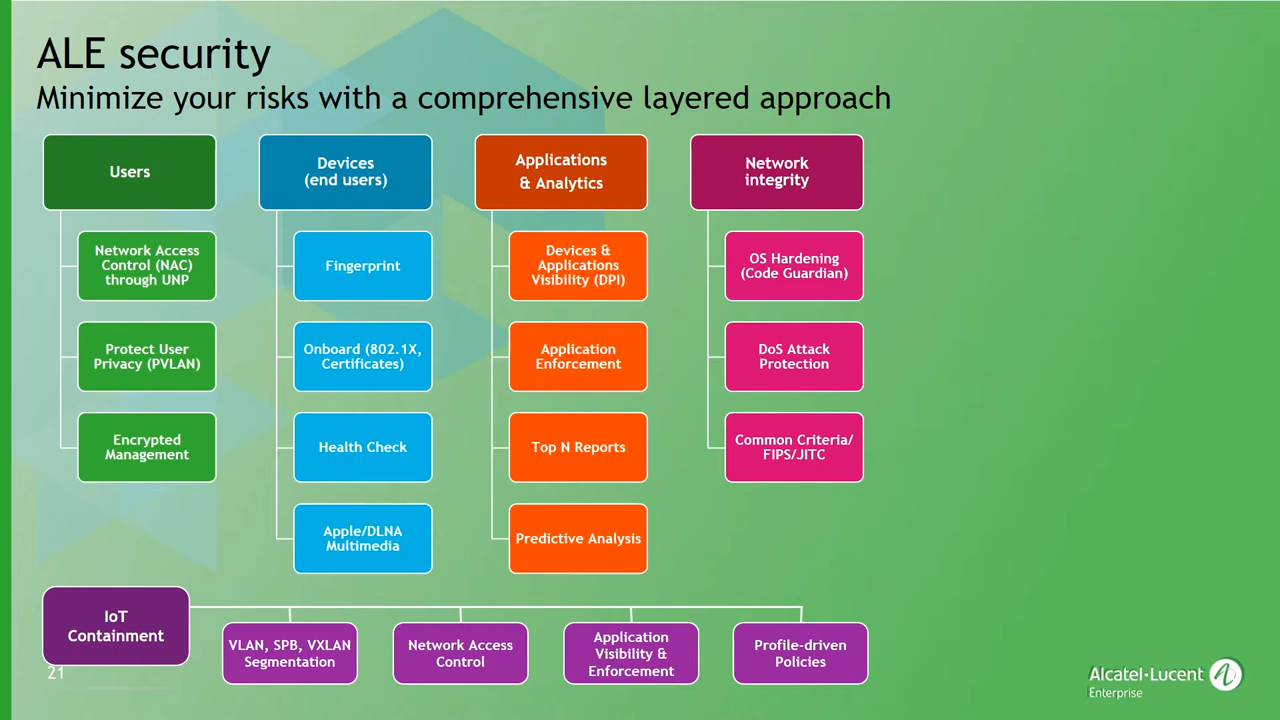 ALE security
Minimize your risks with a comprehensive layered approach
Users
Network Access
Control (NAC)
through UNP
Protect User
Privacy (PVLAN)
Encrypted
Management
Devices
(end users)
Fingerprint
Onboard (802.1X,
Certificates)
Health Check
Apple/DLNA
Multimedia
Applications
& Analytics
Devices &
Applications
Visibility (DPI)
Application
Enforcement
Top N Reports
Predictive Analysis
Network
integrity
OS Hardening
(Code Guardian)
DoS Attack
Protection
Common Criteria/
FIPS/JITC
IoT
Containment
VLAN, SPB, VXLAN
Segmentation
Network Access
Control
Application
Visibility &
Enforcement
Profile-driven
Policies
21
Alcatel·Lucent
Enterprise